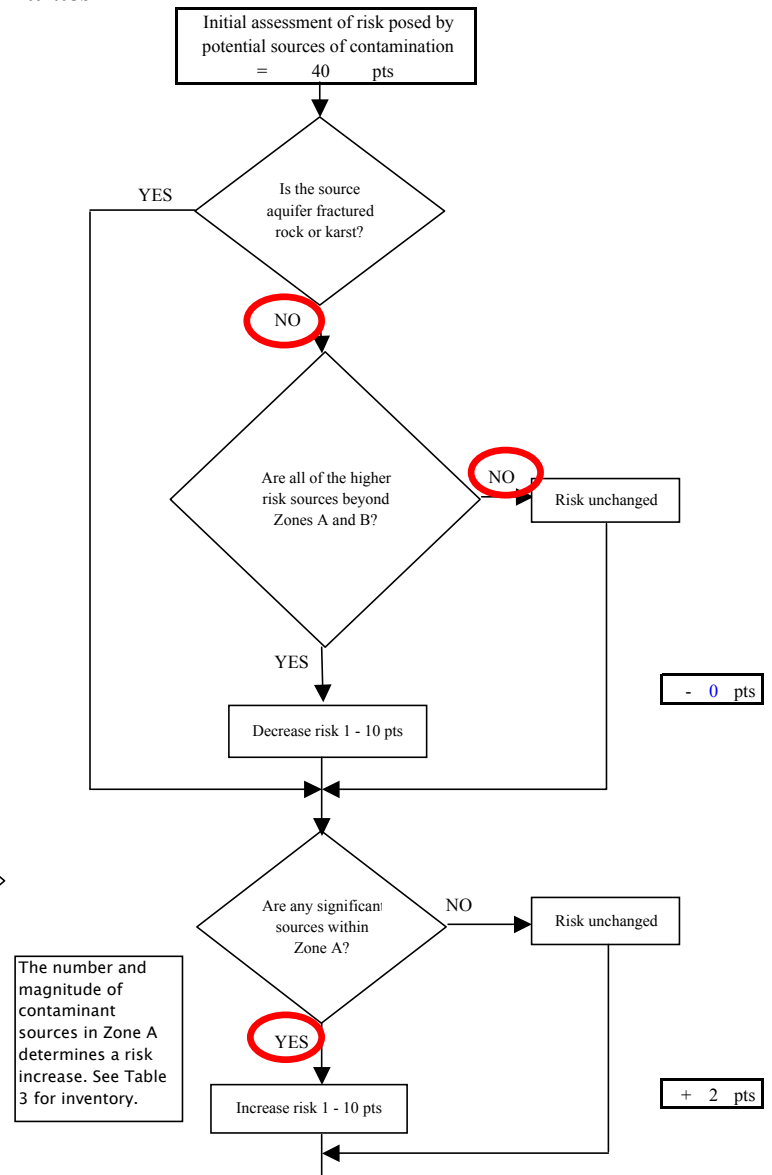 Initial assessment of risk posed by
potential sources of contamination
= 40 pts
YES
Is the source
aquifer fractured
rock or karst?
NO
Are all of the higher
risk sources beyond
Zones A and B?
NO
Risk unchanged
YES
- 0 pts
Decrease risk 1 - 10 pts
Are any significant
sources within
Zone A?
NO
Risk unchanged
The number and
magnitude of
contaminant
sources in Zone A
determines a risk
increase. See Table
3 for inventory.
YES
Increase risk 1 - 10 pts
+ 2 pts